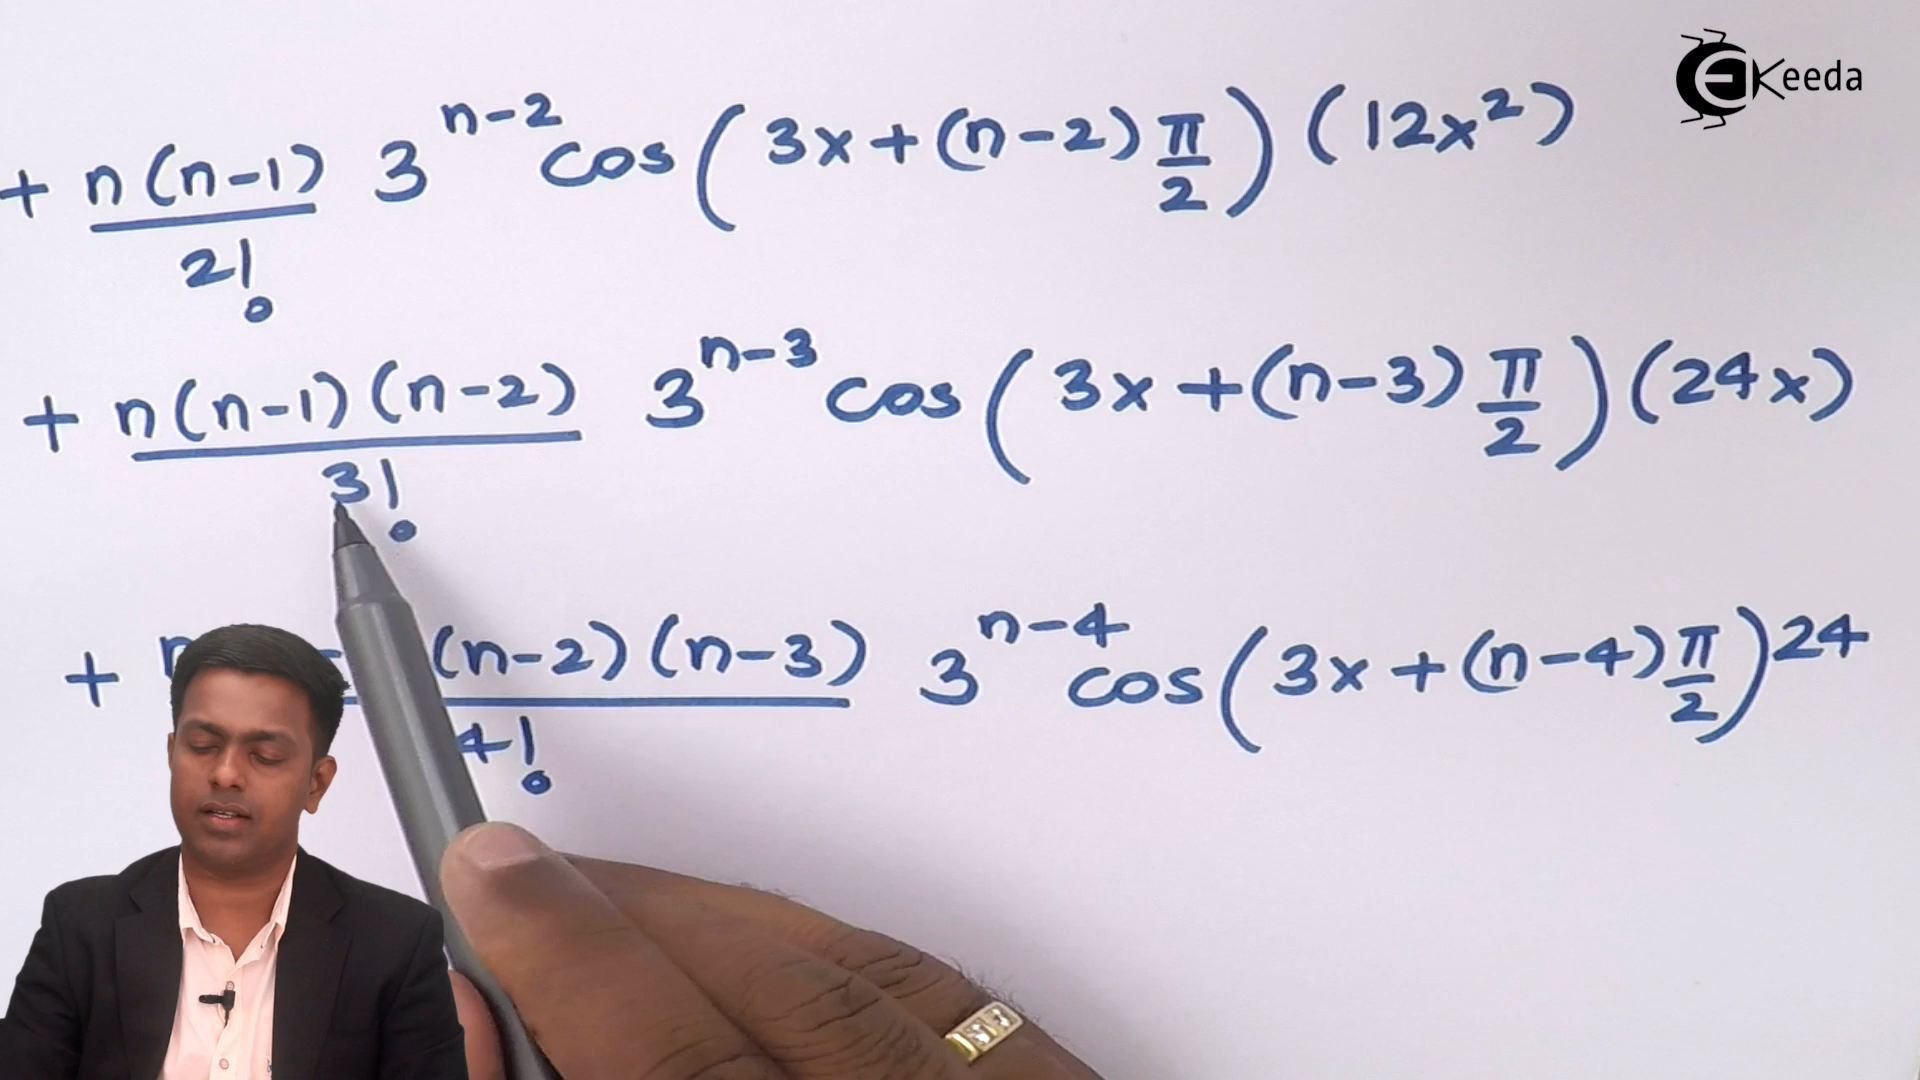 Keeda
+ n(n-1) 3^{n-2} cos(3x+(n-2)π/2)(12x²)
2!
+ n(n-1)(n-2) 3^{n-3} cos(3x+(n-3)π/2)(24x)
3!
+ (n-2)(n-3) 3^{n-4} cos(3x+(n-4)π/2)24
4!